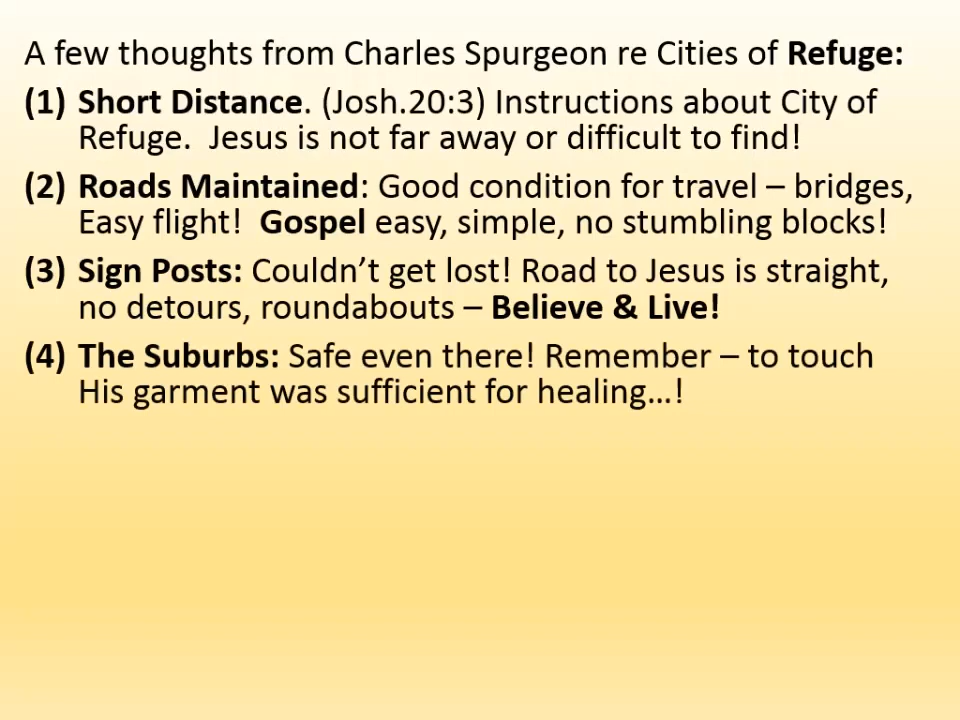 A few thoughts from Charles Spurgeon re Cities of Refuge:
(1) Short Distance. (Josh.20:3) Instructions about City of
Refuge.  Jesus is not far away or difficult to find!
(2) Roads Maintained: Good condition for travel – bridges,
Easy flight!  Gospel easy, simple, no stumbling blocks!
(3) Sign Posts: Couldn’t get lost! Road to Jesus is straight,
no detours, roundabouts – Believe & Live!
(4) The Suburbs: Safe even there! Remember – to touch
His garment was sufficient for healing…!